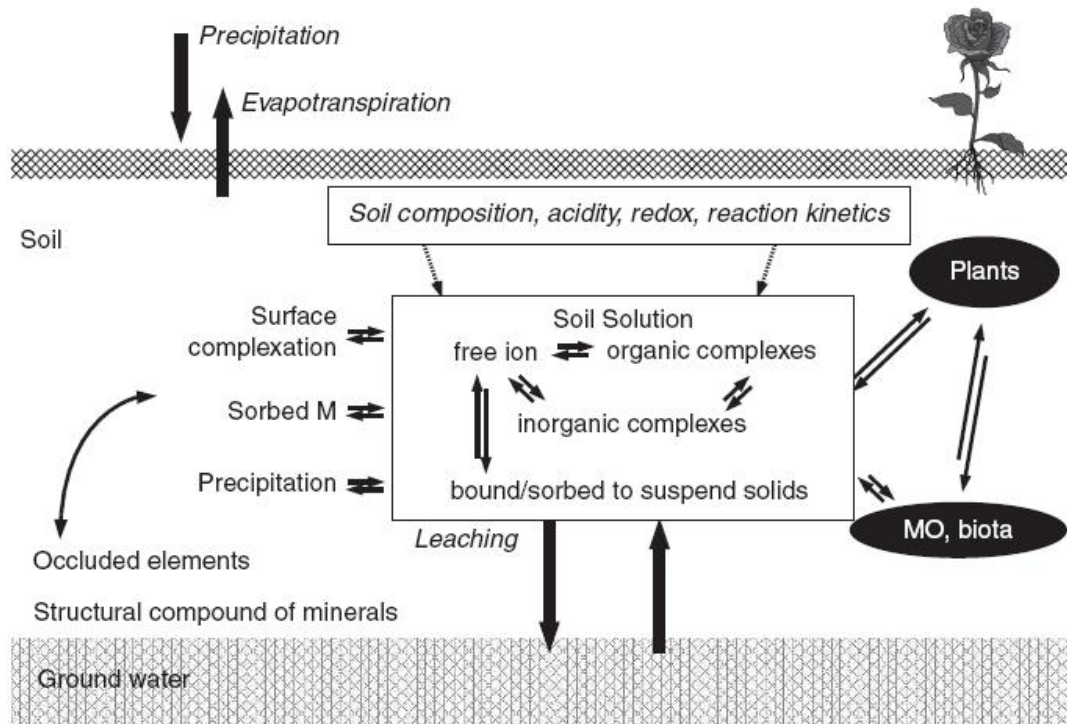 Precipitation
Evapotranspiration
Soil composition, acidity, redox, reaction kinetics
Soil
Plants
Surface
complexation
Soil Solution
free ion
organic complexes
Sorbed M
inorganic complexes
Precipitation
bound/sorbed to suspend solids
MO, biota
Leaching
Occluded elements
Structural compound of minerals
Ground water